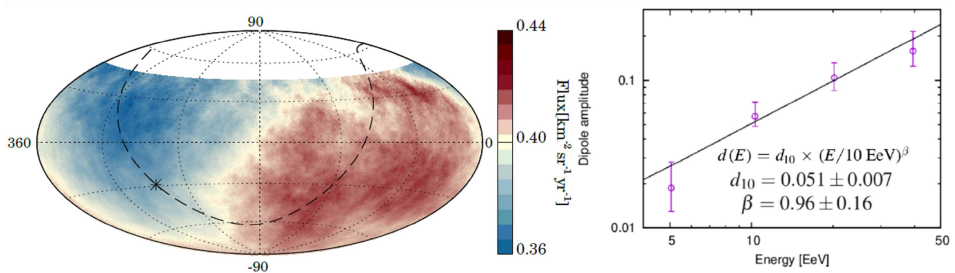 90
360
0
-90
0.44
0.40
0.36
Flux[km⁻² sr⁻¹ yr⁻¹]
Dipole amplitude
0.1
0.01
d(E) = d₁₀ × (E/10 EeV)^β
d₁₀ = 0.051 ± 0.007
β = 0.96 ± 0.16
5
10
50
Energy [EeV]